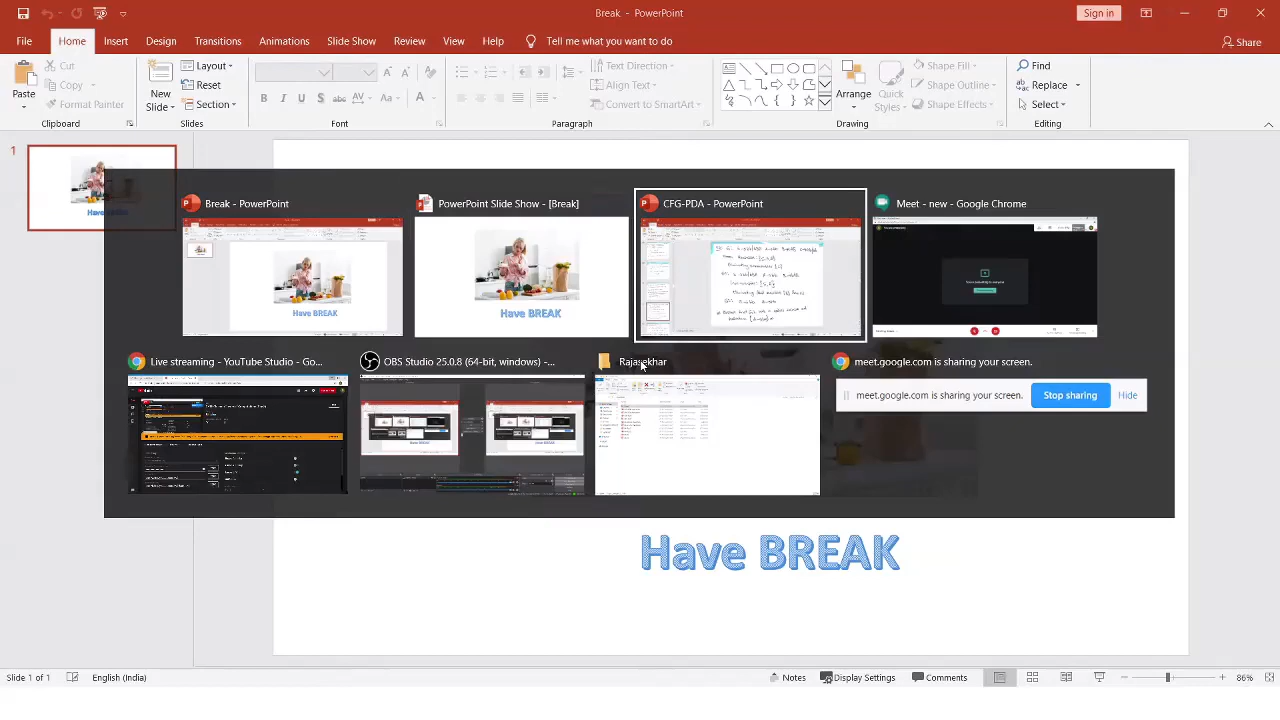 Break - PowerPoint
Sign in
File Home Insert Design Transitions Animations Slide Show Review View Help Tell me what you want to do
Share
Paste
Cut
Copy
Format Painter
Clipboard
New Slide
Layout
Reset
Section
Slides
Font
Text Direction
Align Text
Convert to SmartArt
Paragraph
Arrange
Quick Styles
Shape Fill
Shape Outline
Shape Effects
Drawing
Find
Replace
Select
Editing
1
Break - PowerPoint
PowerPoint Slide Show - [Break]
CFG-PDA - PowerPoint
Meet - new - Google Chrome
Have BREAK
Have BREAK
Live streaming - YouTube Studio - Go...
OBS Studio 25.0.8 (64-bit, windows) -...
Rajasekhar
meet.google.com is sharing your screen.
meet.google.com is sharing your screen. Stop sharing Hide
Have BREAK
Slide 1 of 1 English (India) Notes Display Settings Comments 86%